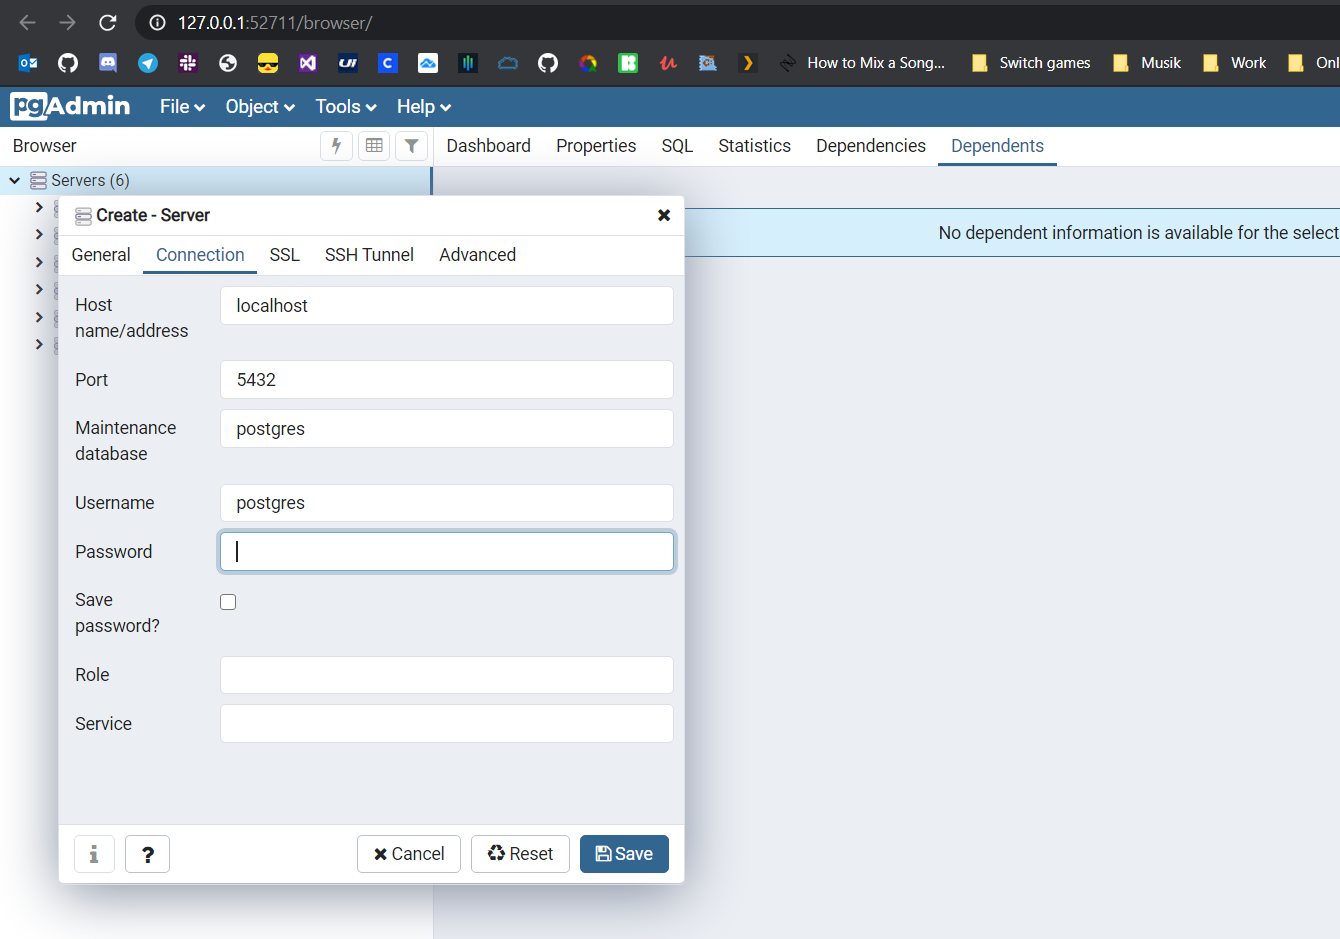 127.0.0.1:52711/browser/
How to Mix a Song...
Switch games
Musik
Work
Onl
pgAdmin
File
Object
Tools
Help
Browser
Dashboard
Properties
SQL
Statistics
Dependencies
Dependents
Servers (6)
Create - Server
No dependent information is available for the select
General
Connection
SSL
SSH Tunnel
Advanced
Host
name/address
localhost
Port
5432
Maintenance
database
postgres
Username
postgres
Password
Save
password?
Role
Service
Cancel
Reset
Save